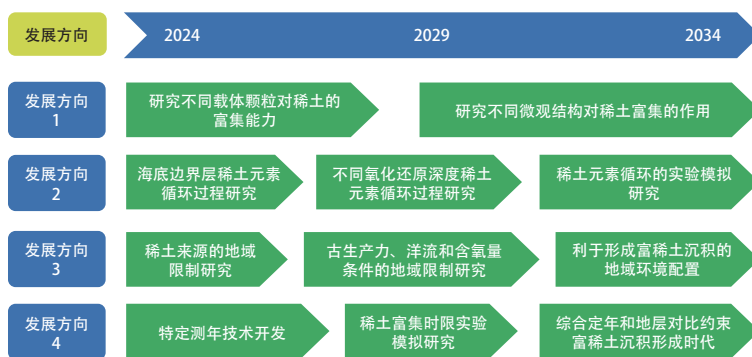 发展方向
2024
2029
2034
发展方向
1
研究不同载体颗粒对稀土的
富集能力
研究不同微观结构对稀土富集的作用
发展方向
2
海底边界层稀土元素
循环过程研究
不同氧化还原深度稀土
元素循环过程研究
稀土元素循环的实验模拟
研究
发展方向
3
稀土来源的地域
限制研究
古生产力、洋流和含氧量
条件的地域限制研究
利于形成富稀土沉积的
地域环境配置
发展方向
4
特定测年技术开发
稀土富集时限实验
模拟研究
综合定年和地层对比约束
富稀土沉积形成时代